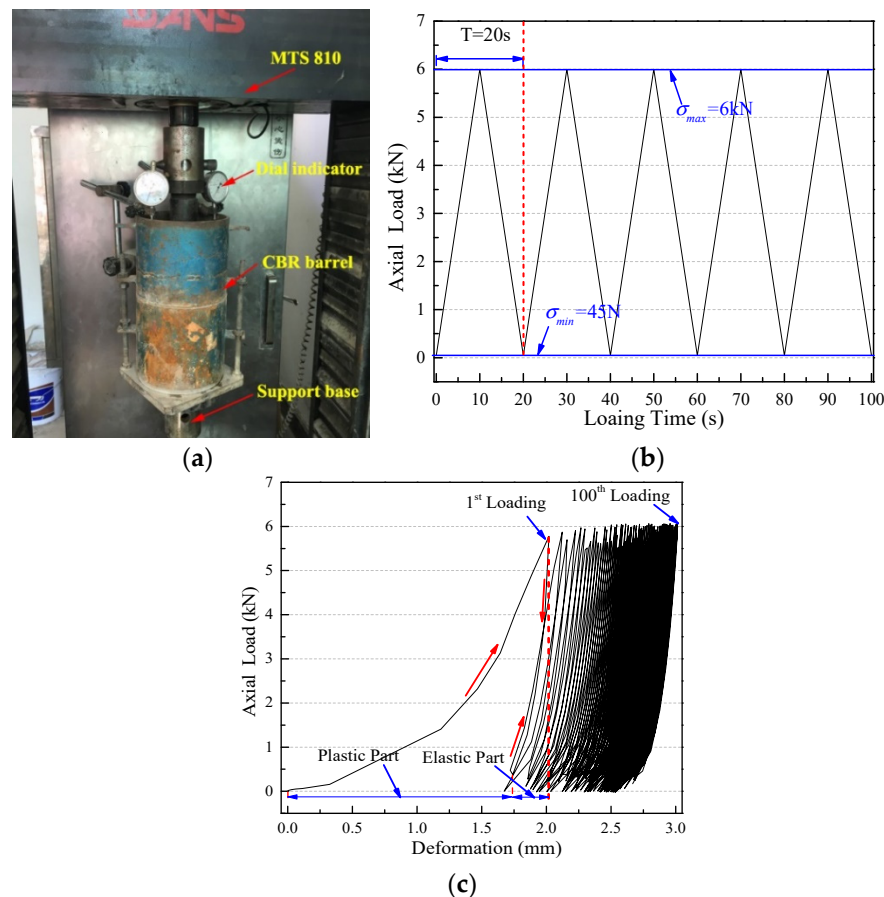 SANS
MTS 810
Dial indicator
CBR barrel
Support base
(a)
T=20s
σmax=6kN
σmin=45N
Axial Load (kN)
7
6
5
4
3
2
1
0
0 10 20 30 40 50 60 70 80 90 100
Loaing Time (s)
(b)
1st Loading
100th Loading
Plastic Part
Elastic Part
Axial Load (kN)
7
6
5
4
3
2
1
0
0.0 0.5 1.0 1.5 2.0 2.5 3.0
Deformation (mm)
(c)